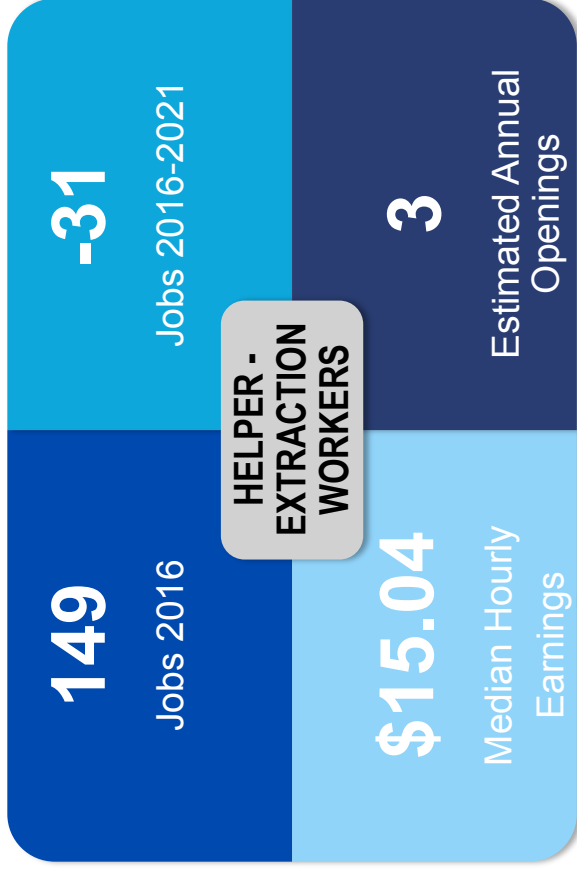 149
Jobs 2016
-31
Jobs 2016-2021
HELPER -
EXTRACTION
WORKERS
$15.04
Median Hourly
Earnings
3
Estimated Annual
Openings